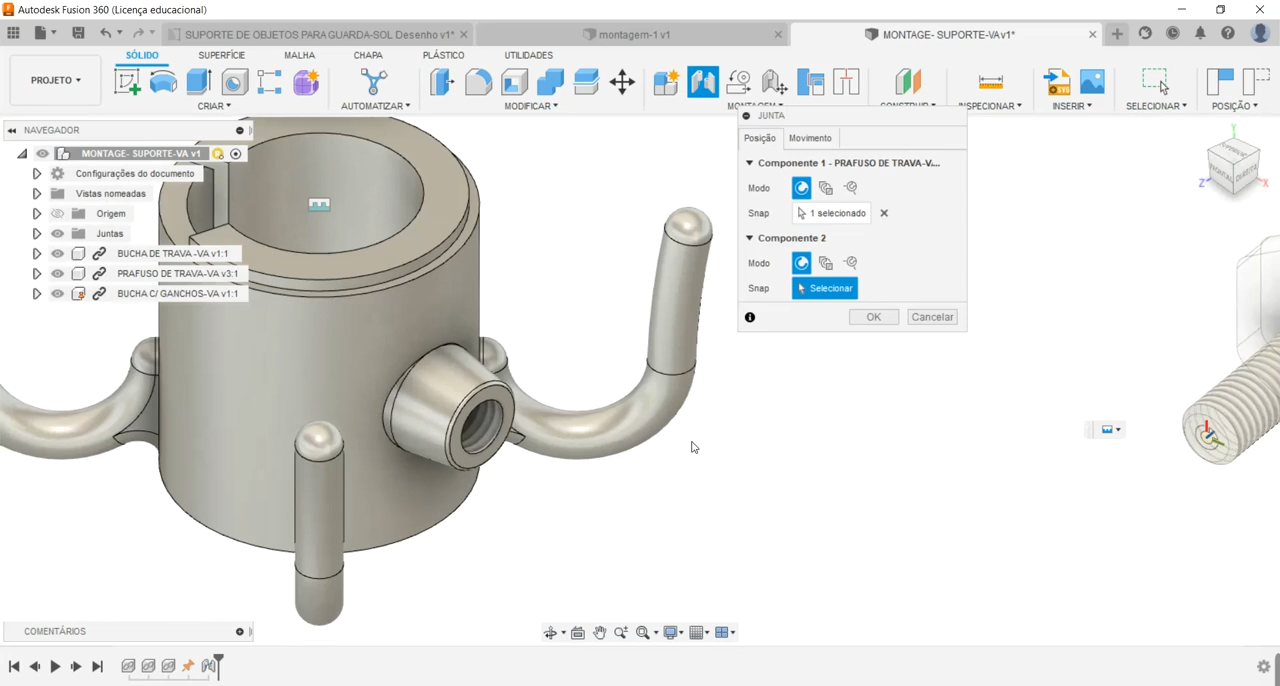 Autodesk Fusion 360 (Licença educacional)
SUPORTE DE OBJETOS PARA GUARDA-SOL Desenho v1*
montagem-1 v1
MONTAGE- SUPORTE-VA v1*
SÓLIDO
SUPERFÍCIE
MALHA
CHAPA
PLÁSTICO
UTILIDADES
PROJETO
CRIAR
AUTOMATIZAR
MODIFICAR
MONTAGEM
CONSTRUIR
INSPECIONAR
INSERIR
SELECIONAR
POSIÇÃO
NAVEGADOR
MONTAGE- SUPORTE-VA v1
Configurações do documento
Vistas nomeadas
Origem
Juntas
BUCHA DE TRAVA -VA v1:1
PRAFUSO DE TRAVA-VA v3:1
BUCHA C/ GANCHOS-VA v1:1
JUNTA
Posição
Movimento
Componente 1 - PRAFUSO DE TRAVA-V...
Modo
Snap
1 selecionado
Componente 2
Modo
Snap
Selecionar
OK
Cancelar
Y
Z
X
FRONTAL
DIREITA
COMENTÁRIOS